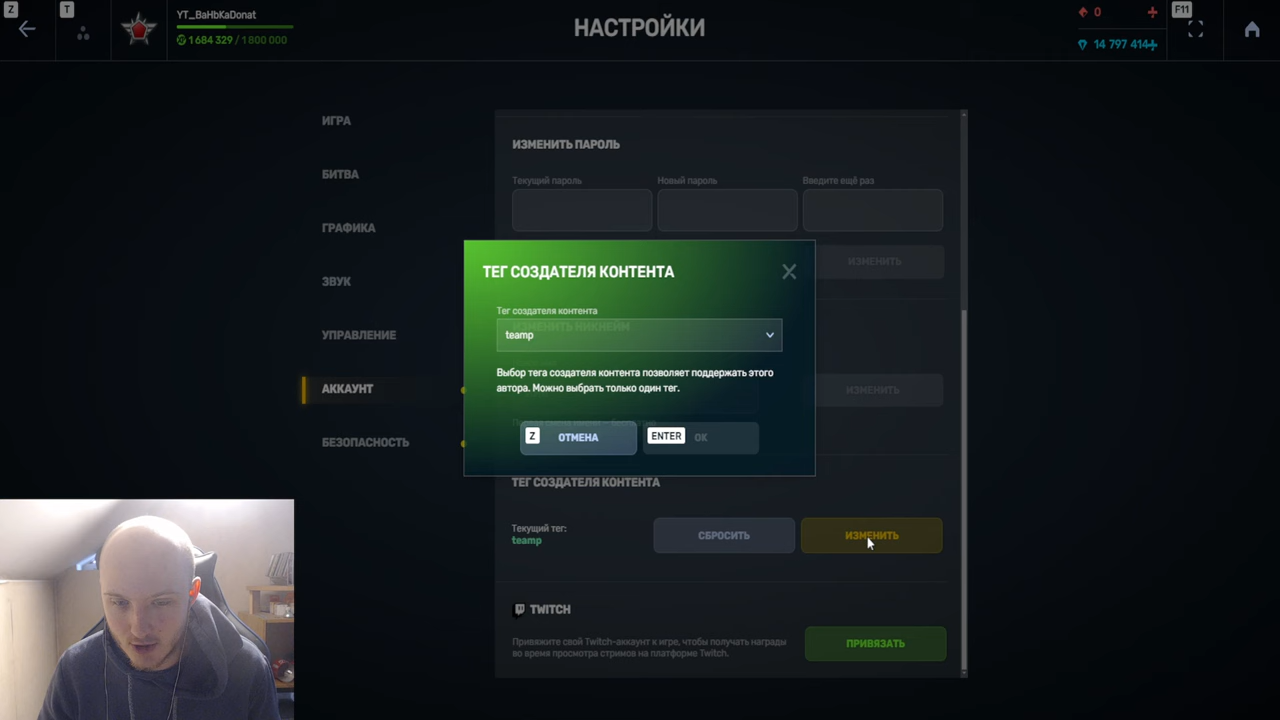 Z
T
YT_BaHbKaDonat
1 684 329 / 1 800 000
НАСТРОЙКИ
0
14 797 414
F11
ИГРА
БИТВА
ГРАФИКА
ЗВУК
УПРАВЛЕНИЕ
АККАУНТ
БЕЗОПАСНОСТЬ
ИЗМЕНИТЬ ПАРОЛЬ
Текущий пароль
Новый пароль
Введите ещё раз
ИЗМЕНИТЬ
ТЕГ СОЗДАТЕЛЯ КОНТЕНТА
Тег создателя контента
ИЗМЕНИТЬ НИКНЕЙМ
teamp
Выбор тега создателя контента позволяет поддержать этого
автора. Можно выбрать только один тег.
ИЗМЕНИТЬ
Z ОТМЕНА
ENTER ОК
ТЕГ СОЗДАТЕЛЯ КОНТЕНТА
Текущий тег:
teamp
СБРОСИТЬ
ИЗМЕНИТЬ
TWITCH
Привяжите свой Twitch-аккаунт к игре, чтобы получать награды
во время просмотра стримов на платформе Twitch.
ПРИВЯЗАТЬ